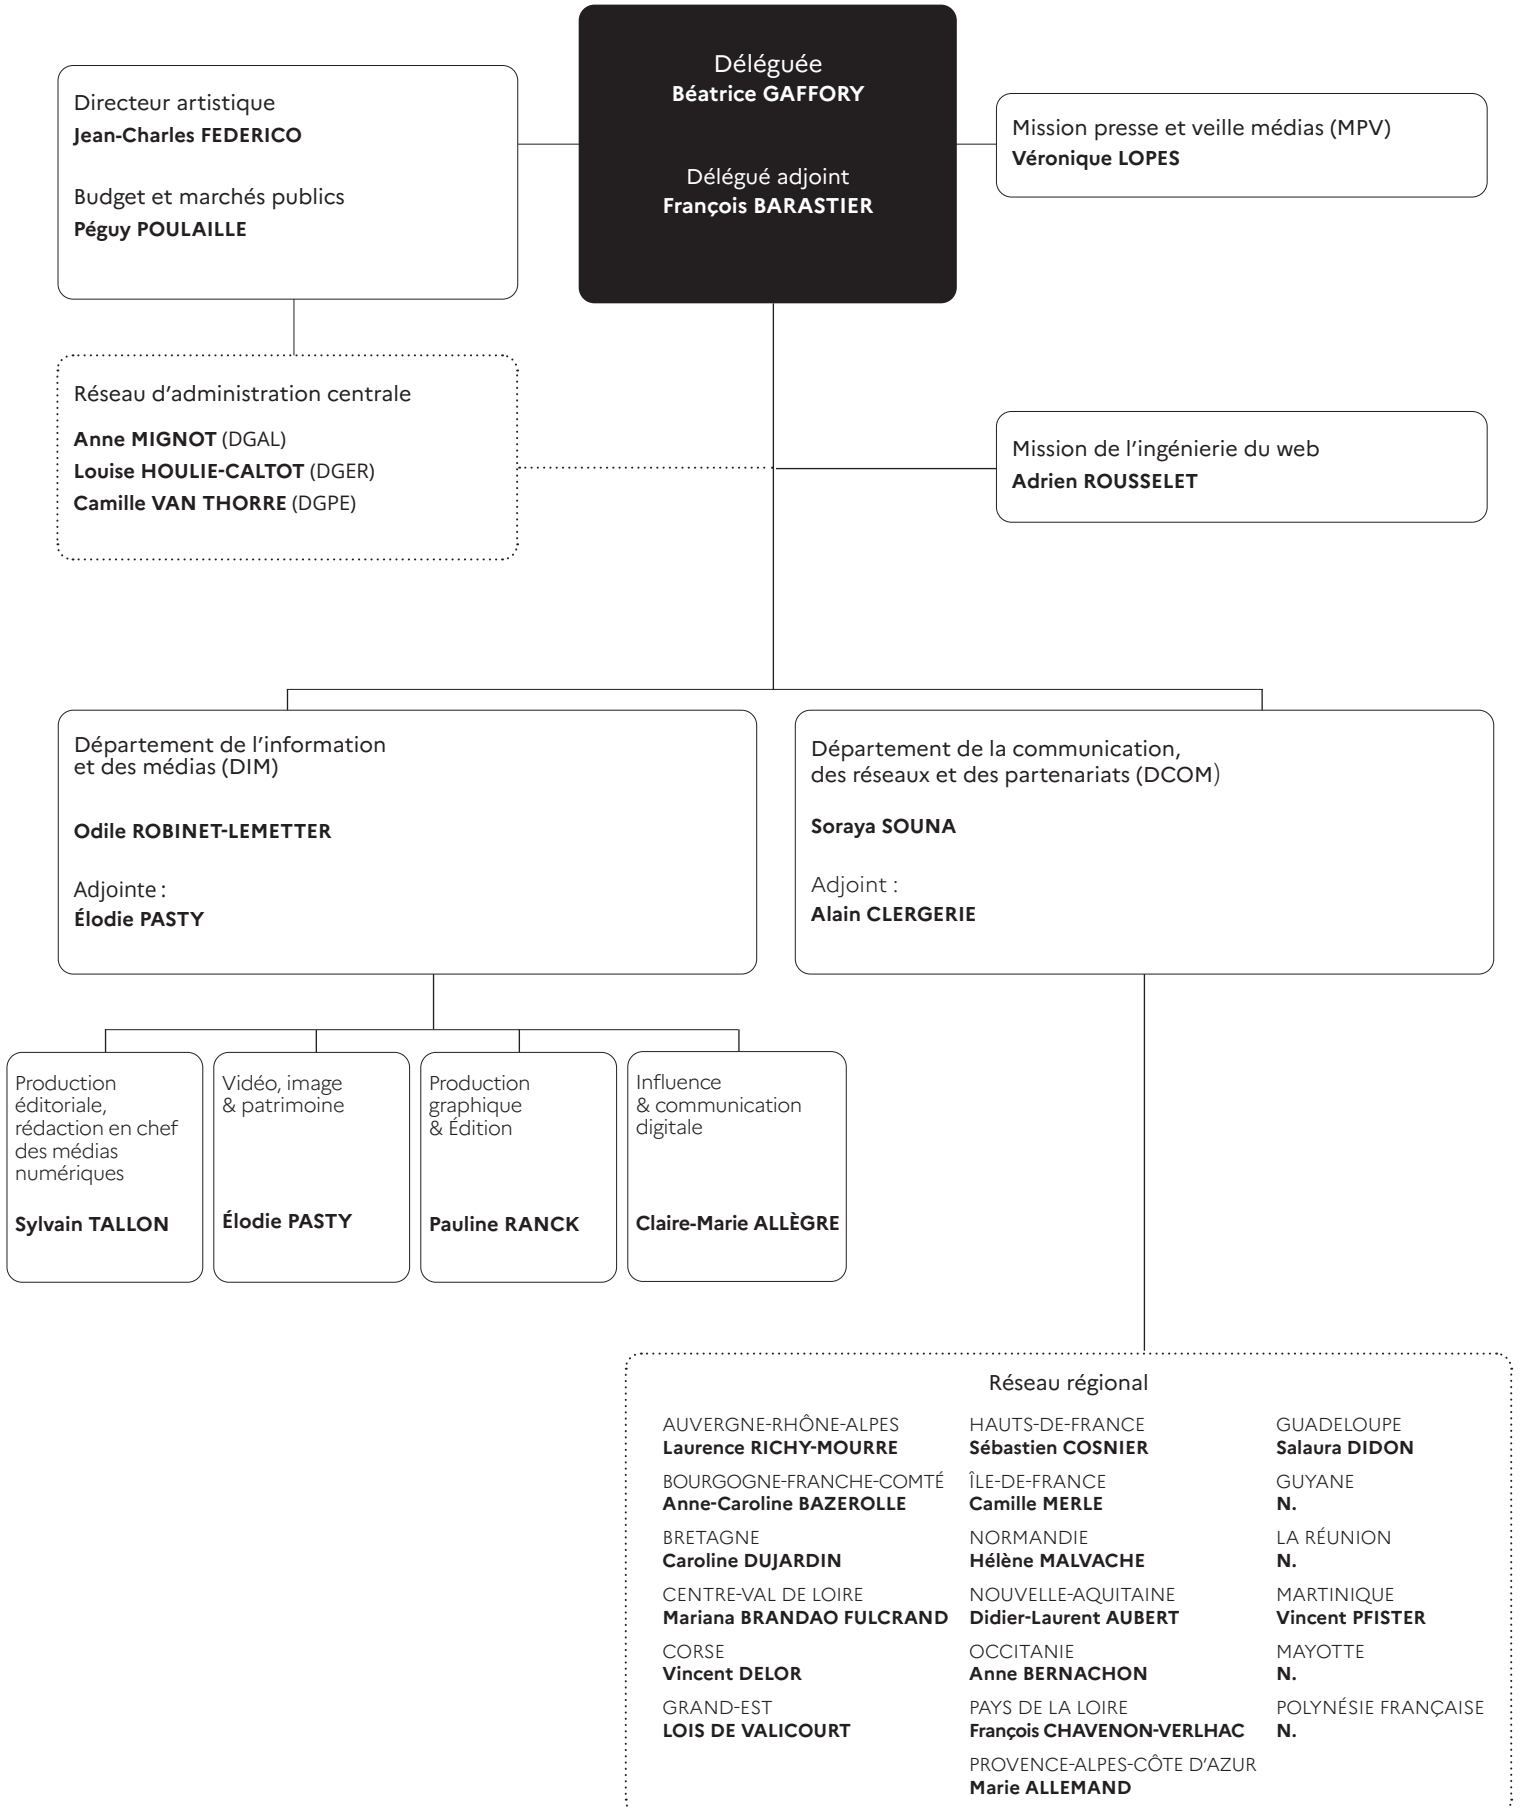 Déléguée
Béatrice GAFFORY
Délégué adjoint
François BARASTIER
Directeur artistique
Jean-Charles FEDERICO
Budget et marchés publics
Péguy POULAILLE
Mission presse et veille médias (MPV)
Véronique LOPES
Réseau d’administration centrale
Anne MIGNOT (DGAL)
Louise HOULIE-CALTOT (DGER)
Camille VAN THORRE (DGPE)
Mission de l’ingénierie du web
Adrien ROUSSELET
Département de l’information
et des médias (DIM)
Odile ROBINET-LEMETTER
Adjointe :
Élodie PASTY
Département de la communication,
des réseaux et des partenariats (DCOM)
Soraya SOUNA
Adjoint :
Alain CLERGERIE
Production
éditoriale,
rédaction en chef
des médias
numériques
Sylvain TALLON
Vidéo, image
& patrimoine
Élodie PASTY
Production
graphique
& Édition
Pauline RANCK
Influence
& communication
digitale
Claire-Marie ALLÈGRE
Réseau régional
AUVERGNE-RHÔNE-ALPES
Laurence RICHY-MOURRE
BOURGOGNE-FRANCHE-COMTÉ
Anne-Caroline BAZEROLLE
BRETAGNE
Caroline DUJARDIN
CENTRE-VAL DE LOIRE
Mariana BRANDAO FULCRAND
CORSE
Vincent DELOR
GRAND-EST
LOIS DE VALICOURT
HAUTS-DE-FRANCE
Sébastien COSNIER
ÎLE-DE-FRANCE
Camille MERLE
NORMANDIE
Hélène MALVACHE
NOUVELLE-AQUITAINE
Didier-Laurent AUBERT
OCCITANIE
Anne BERNACHON
PAYS DE LA LOIRE
François CHAVENON-VERLHAC
PROVENCE-ALPES-CÔTE D’AZUR
Marie ALLEMAND
GUADELOUPE
Salaura DIDON
GUYANE
N.
LA RÉUNION
N.
MARTINIQUE
Vincent PFISTER
MAYOTTE
N.
POLYNÉSIE FRANÇAISE
N.